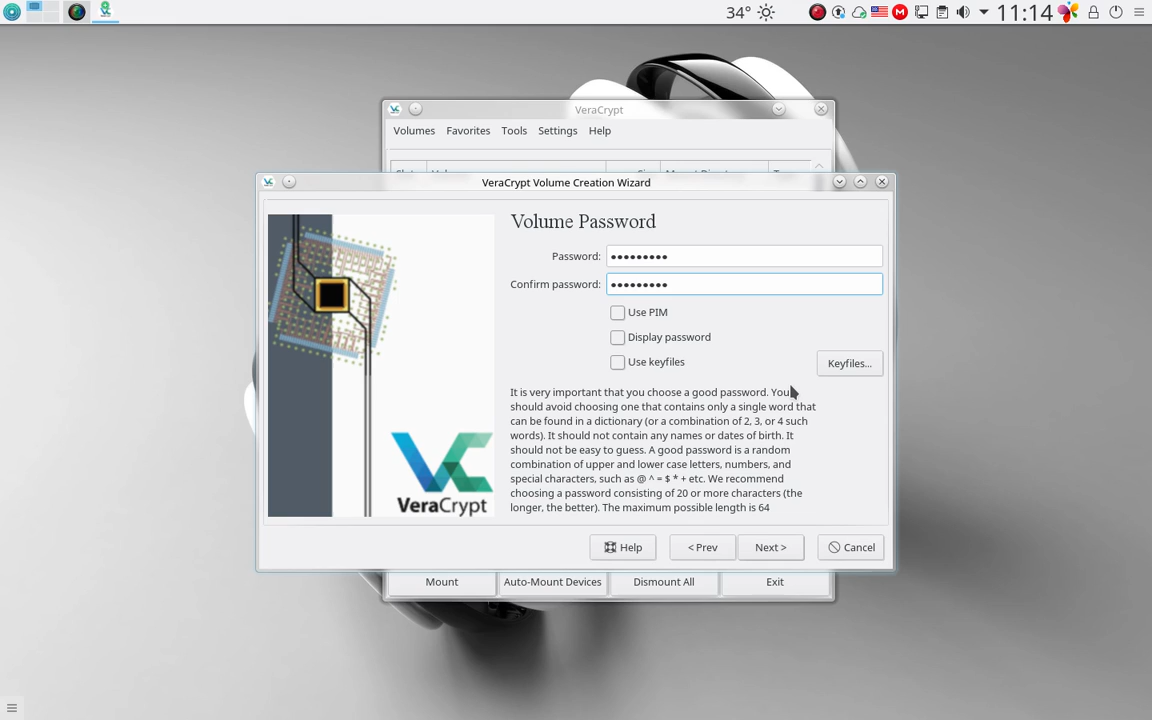 34°
11:14
VeraCrypt
Volumes Favorites Tools Settings Help
VeraCrypt Volume Creation Wizard
Volume Password
Password: ●●●●●●●●●
Confirm password: ●●●●●●●●●
Use PIM
Display password
Use keyfiles
Keyfiles...
It is very important that you choose a good password. You
should avoid choosing one that contains only a single word that
can be found in a dictionary (or a combination of 2, 3, or 4 such
words). It should not contain any names or dates of birth. It
should not be easy to guess. A good password is a random
combination of upper and lower case letters, numbers, and
special characters, such as @ ^ = $ * + etc. We recommend
choosing a password consisting of 20 or more characters (the
longer, the better). The maximum possible length is 64
VeraCrypt
Help < Prev Next > Cancel
Mount Auto-Mount Devices Dismount All Exit